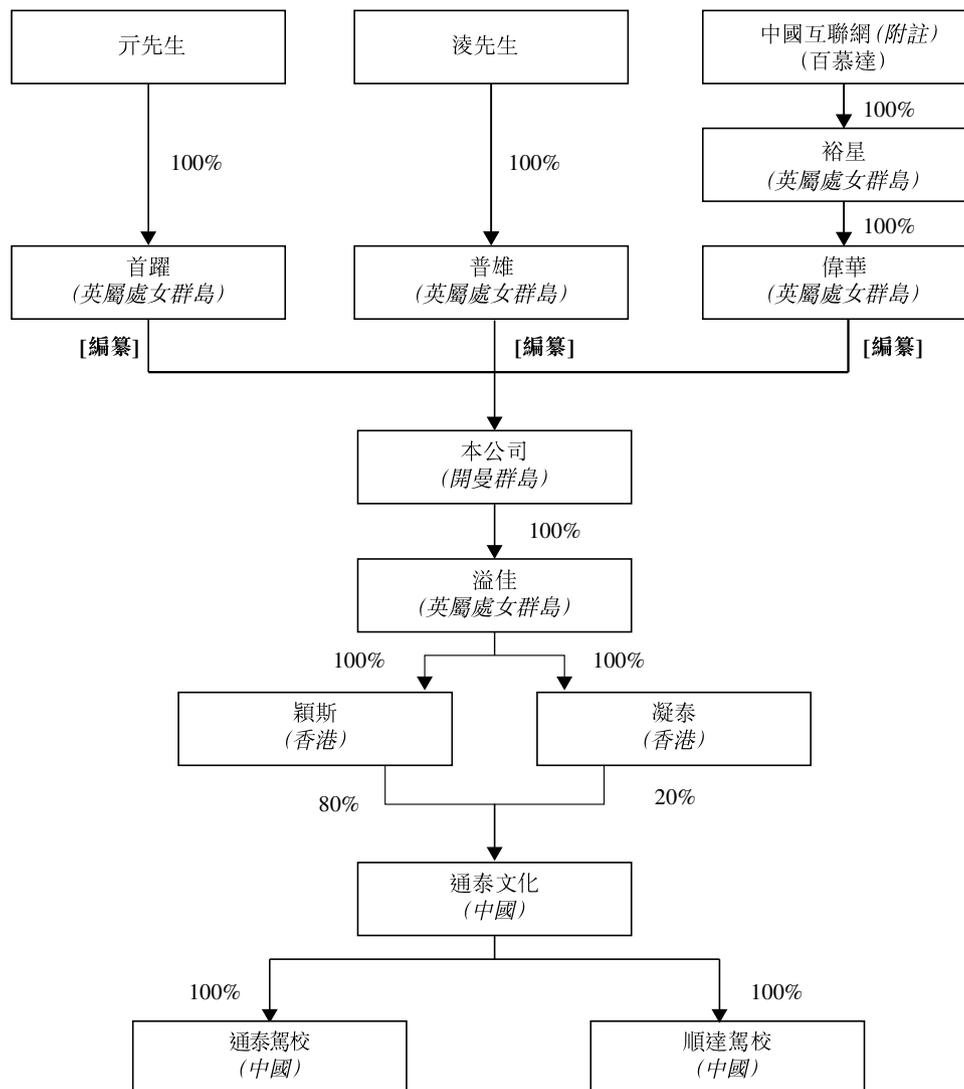 亓先生
淩先生
中國互聯網(附註)
(百慕達)
100%
100%
100%
裕星
(英屬處女群島)
100%
首躍
(英屬處女群島)
普雄
(英屬處女群島)
偉華
(英屬處女群島)
[編纂]
[編纂]
[編纂]
本公司
(開曼群島)
100%
溢佳
(英屬處女群島)
100%
100%
穎斯
(香港)
凝泰
(香港)
80%
20%
通泰文化
(中國)
100%
100%
通泰駕校
(中國)
順達駕校
(中國)